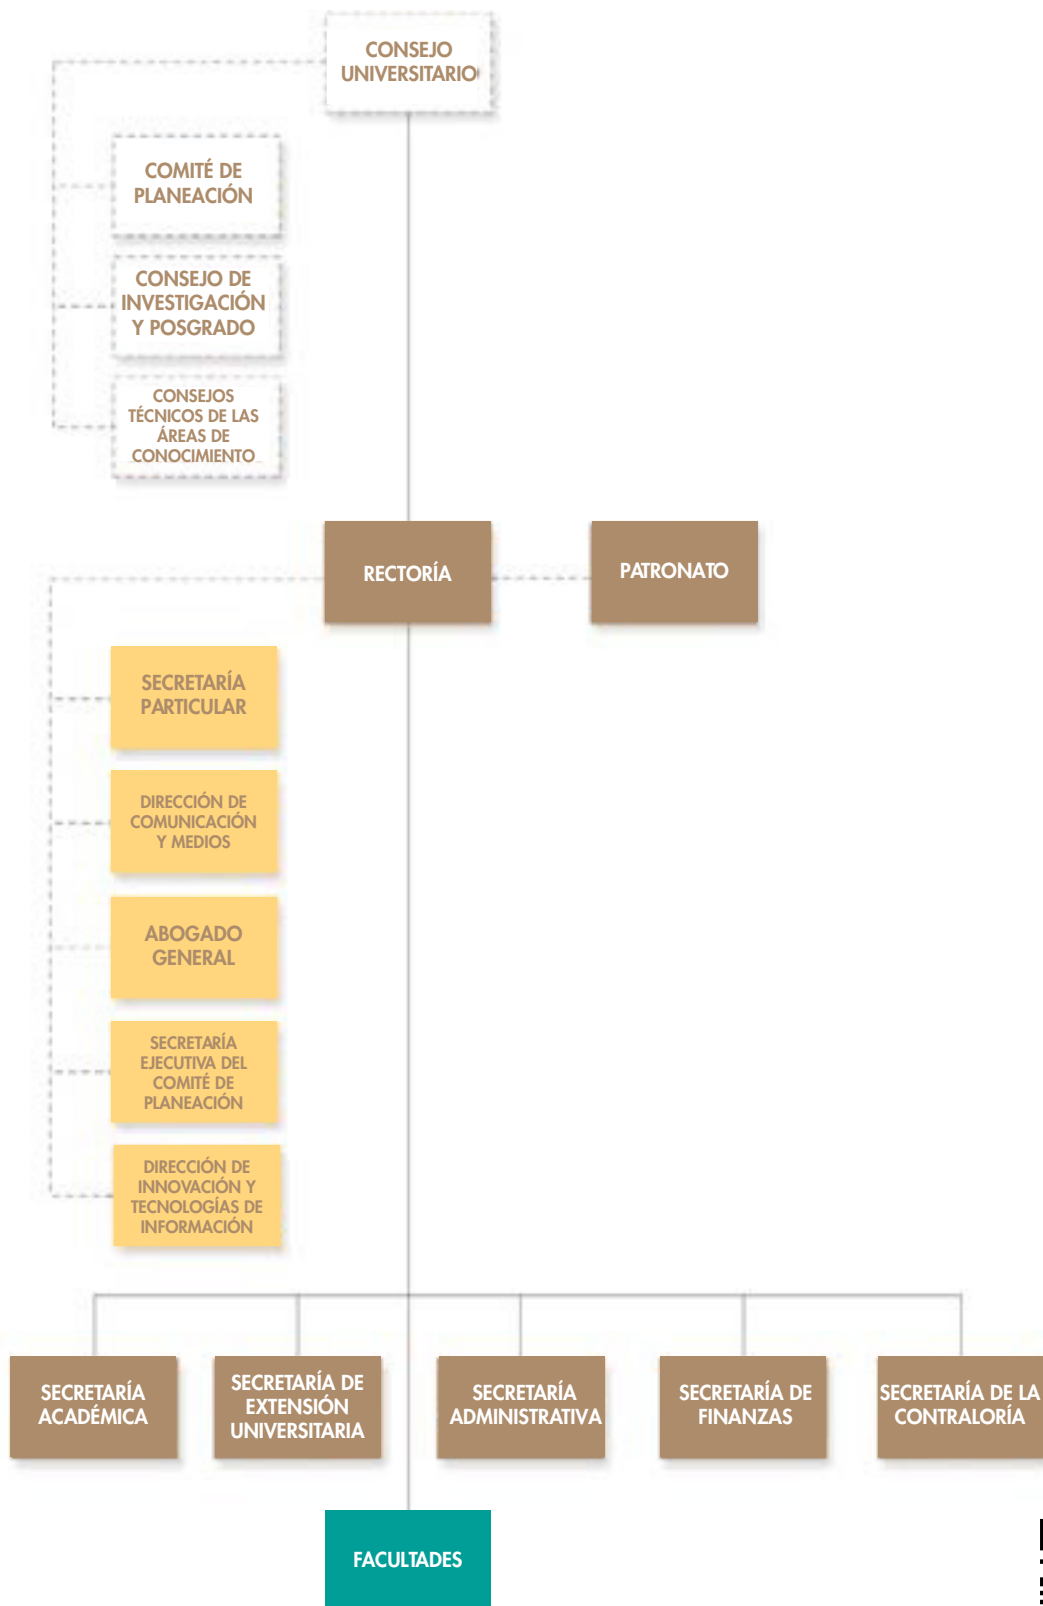 CONSEJO
UNIVERSITARIO
COMITÉ DE
PLANEACIÓN
CONSEJO DE
INVESTIGACIÓN
Y POSGRADO
CONSEJOS
TÉCNICOS DE LAS
ÁREAS DE
CONOCIMIENTO
RECTORÍA
PATRONATO
SECRETARÍA
PARTICULAR
DIRECCIÓN DE
COMUNICACIÓN
Y MEDIOS
ABOGADO
GENERAL
SECRETARÍA
EJECUTIVA DEL
COMITÉ DE
PLANEACIÓN
DIRECCIÓN DE
INNOVACIÓN Y
TECNOLOGÍAS DE
INFORMACIÓN
SECRETARÍA
ACADÉMICA
SECRETARÍA DE
EXTENSIÓN
UNIVERSITARIA
SECRETARÍA
ADMINISTRATIVA
SECRETARÍA DE
FINANZAS
SECRETARÍA DE LA
CONTRALORÍA
FACULTADES